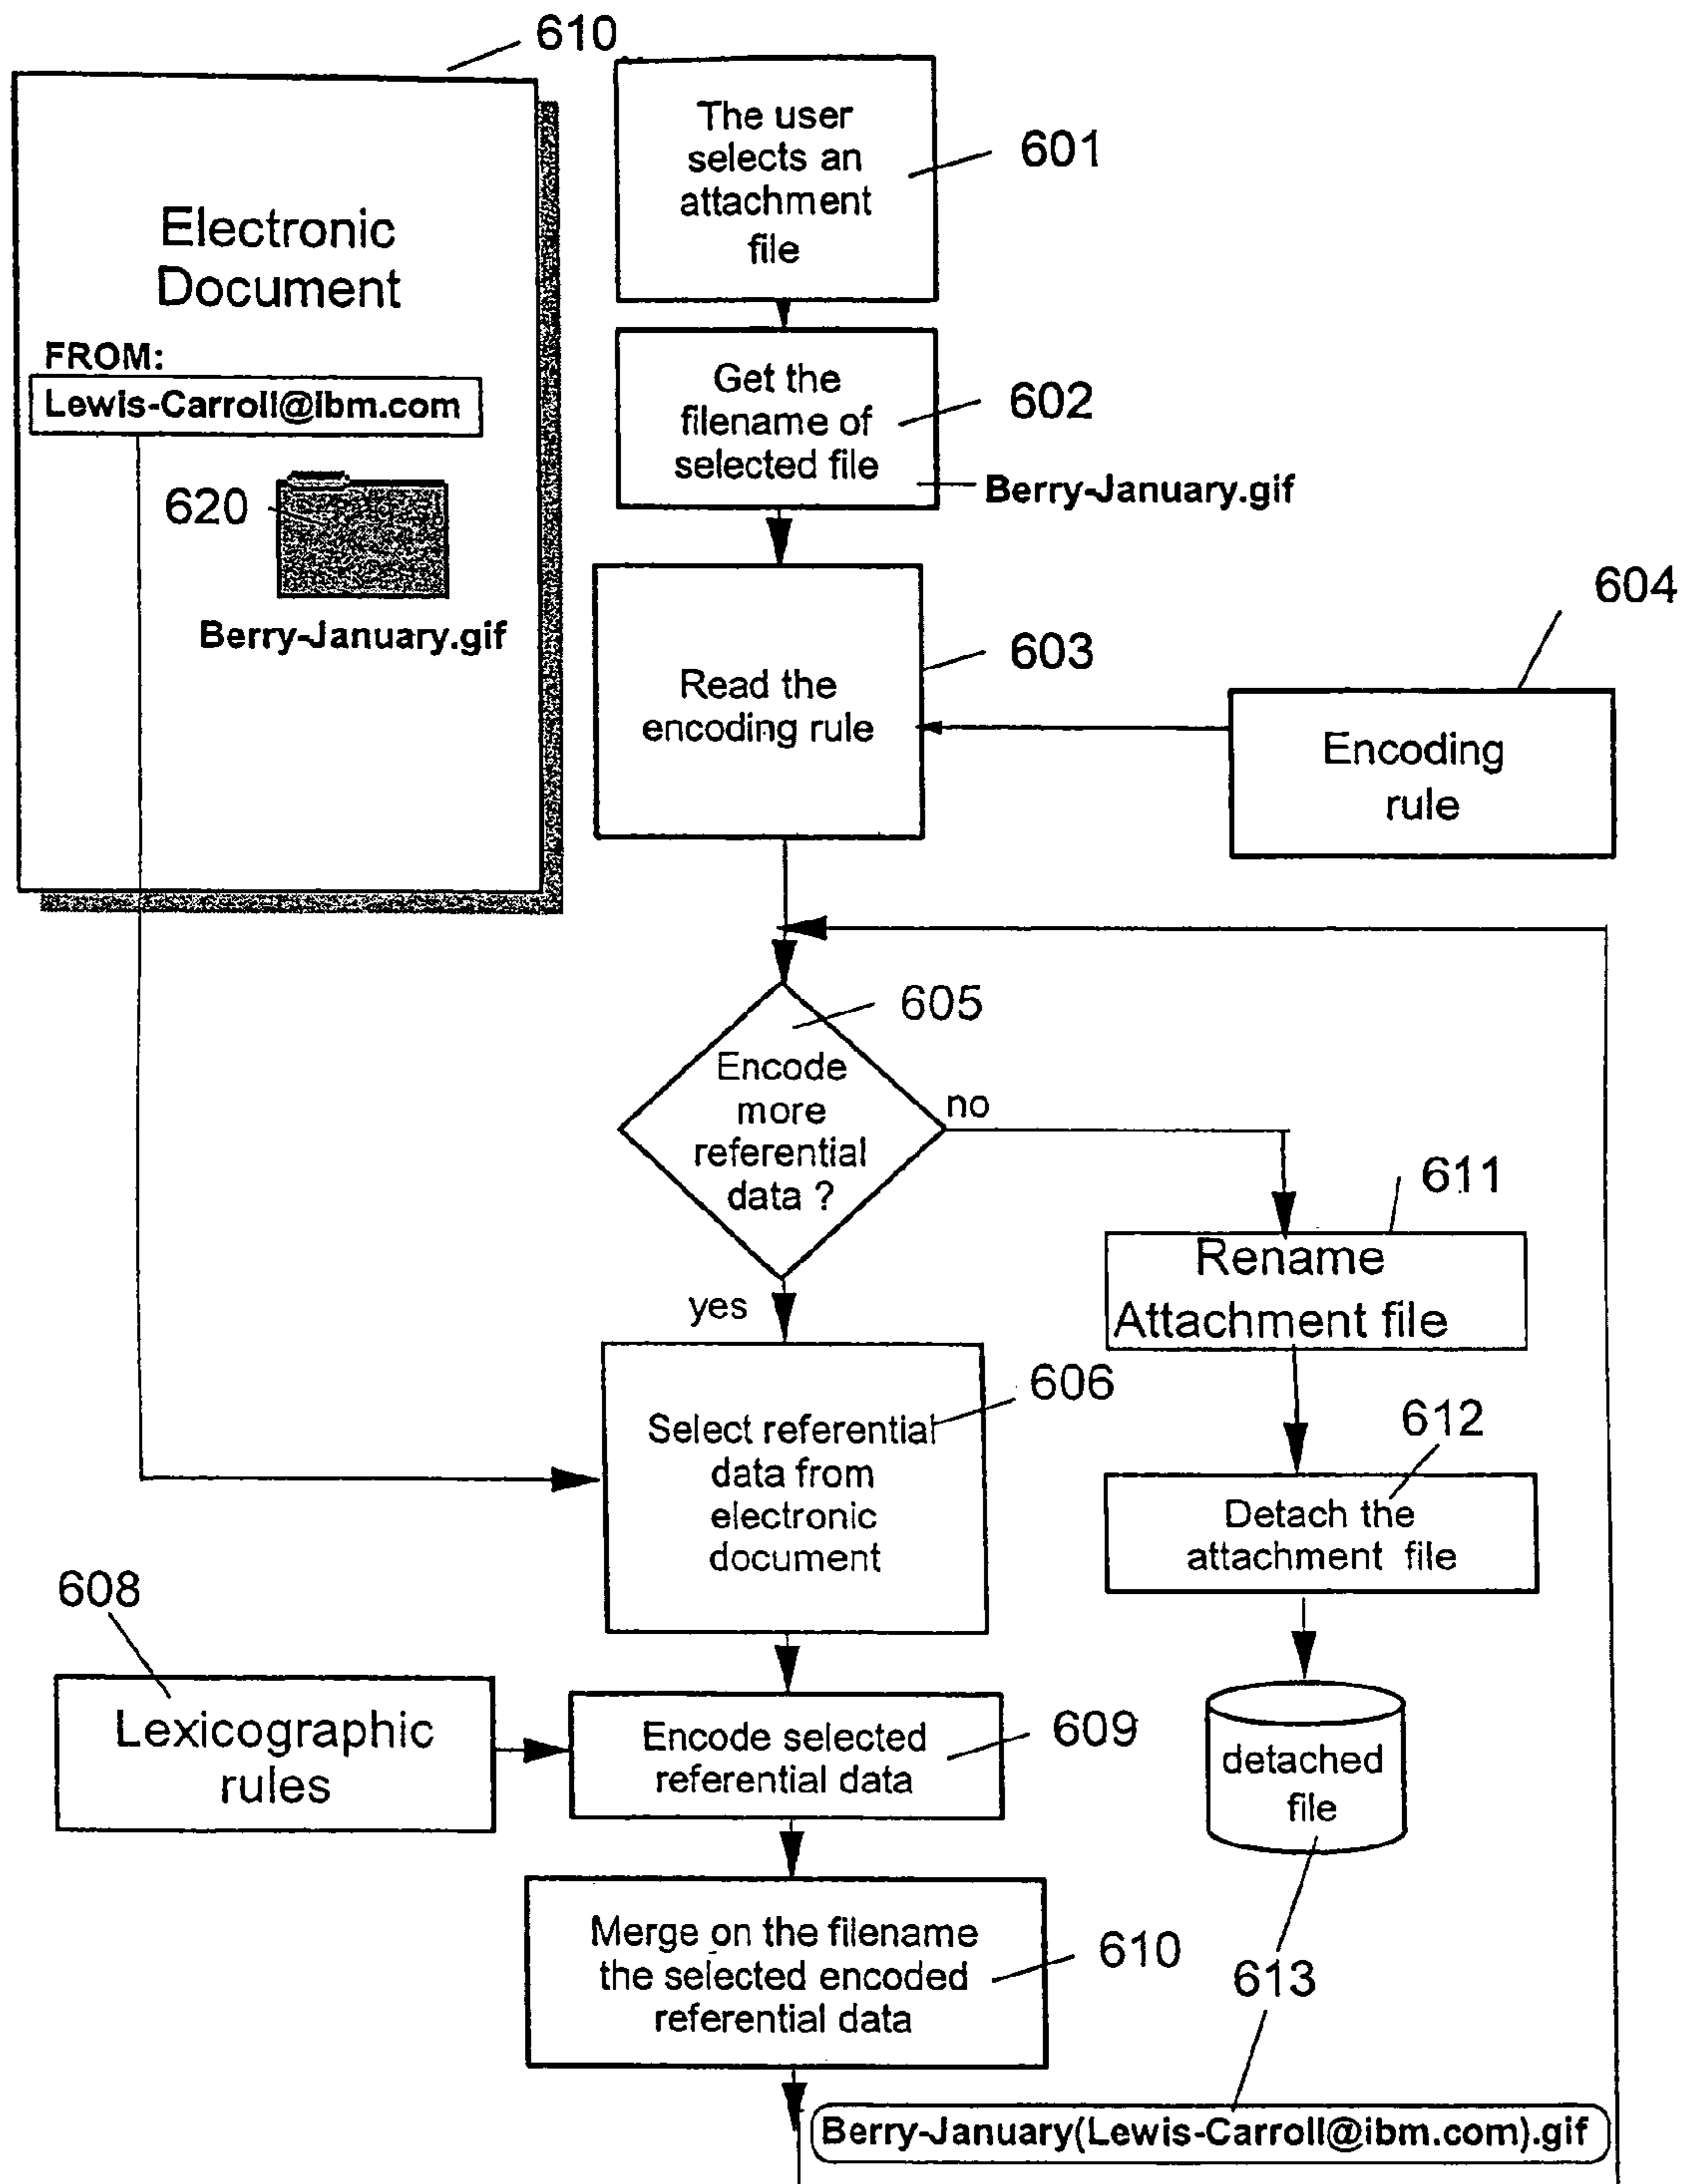 610
Electronic
Document
FROM:
Lewis-Carroll@ibm.com
620
Berry-January.gif
The user
selects an
attachment
file
601
Get the
filename of
selected file
602
Berry-January.gif
Read the
encoding rule
603
604
Encoding
rule
605
Encode
more
referential
data ?
no
yes
611
Rename
Attachment file
606
Select referential
data from
electronic
document
612
Detach the
attachment file
608
Lexicographic
rules
Encode selected
referential data
609
detached
file
Merge on the filename
the selected encoded
referential data
610
613
Berry-January(Lewis-Carroll@ibm.com).gif